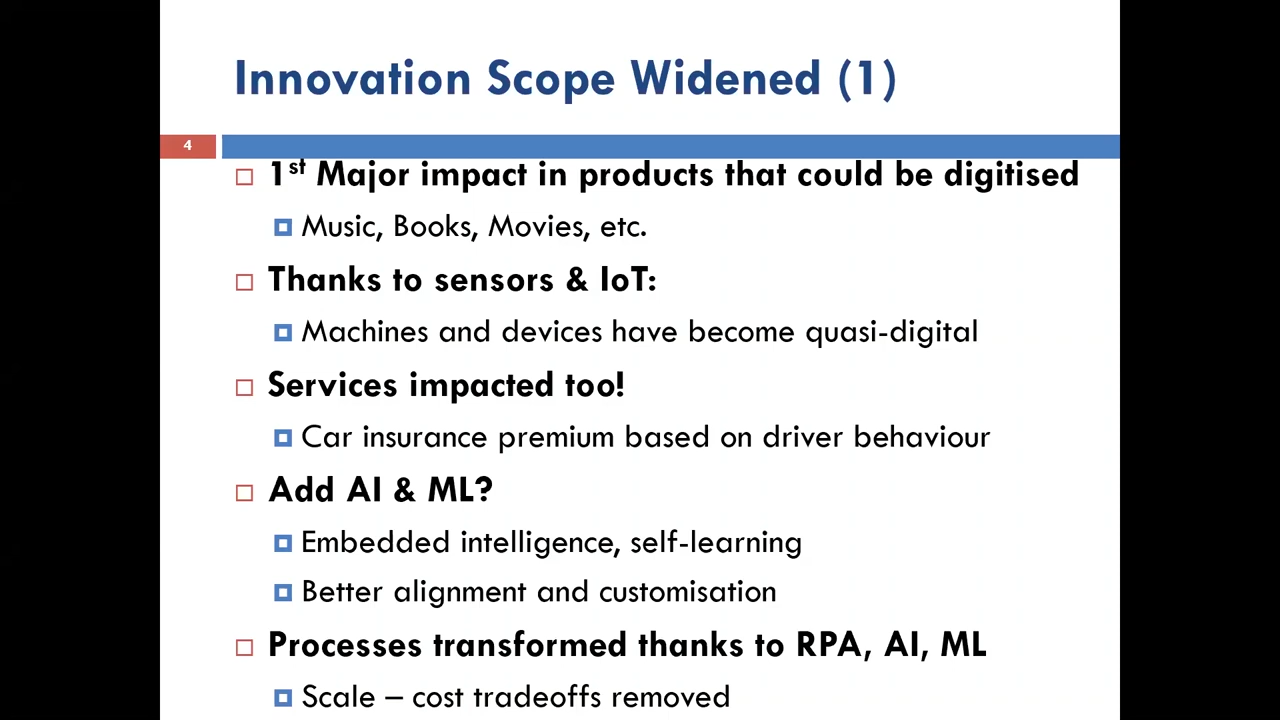 Innovation Scope Widened (1)
4
1st Major impact in products that could be digitised
Music, Books, Movies, etc.
Thanks to sensors & IoT:
Machines and devices have become quasi-digital
Services impacted too!
Car insurance premium based on driver behaviour
Add AI & ML?
Embedded intelligence, self-learning
Better alignment and customisation
Processes transformed thanks to RPA, AI, ML
Scale – cost tradeoffs removed